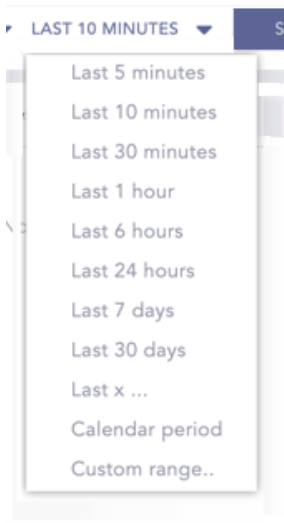 LAST 10 MINUTES
Last 5 minutes
Last 10 minutes
Last 30 minutes
Last 1 hour
Last 6 hours
Last 24 hours
Last 7 days
Last 30 days
Last x ...
Calendar period
Custom range..